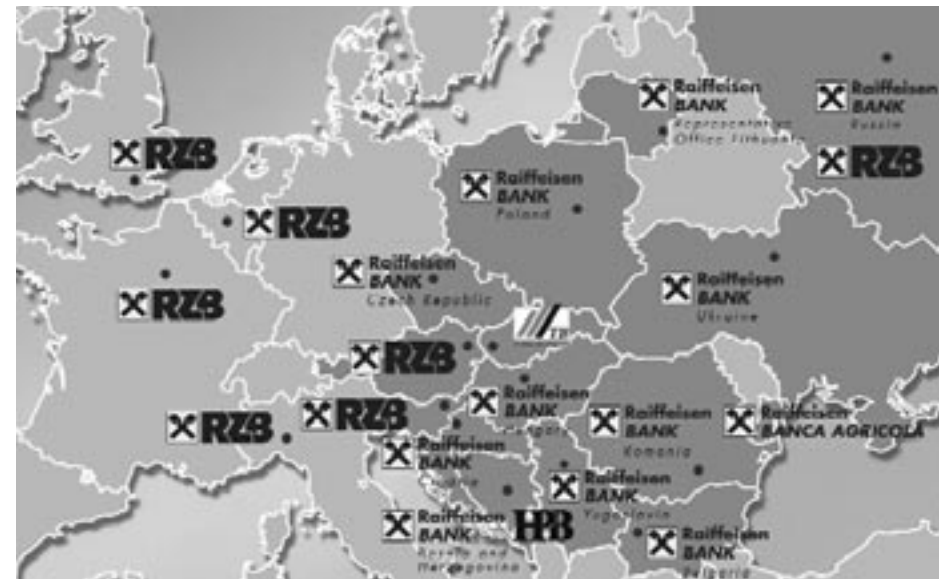 Raiffeisen
BANK
Representative
Office Lithuania
Raiffeisen
BANK
Russia
RZB
RZB
Raiffeisen
BANK
Poland
RZB
Raiffeisen
BANK
Czech Republic
Raiffeisen
BANK
Ukraine
RZB
TB
RZB
Raiffeisen
BANK
Hungary
RZB
RZB
Raiffeisen
BANK
Romania
Raiffeisen
BANCA AGRICOLA
Raiffeisen
BANK
Raiffeisen
BANK
Yugoslavia
Raiffeisen
BANK
Bosnia and
Hercegovina
HPB
Raiffeisen
BANK
Bulgaria